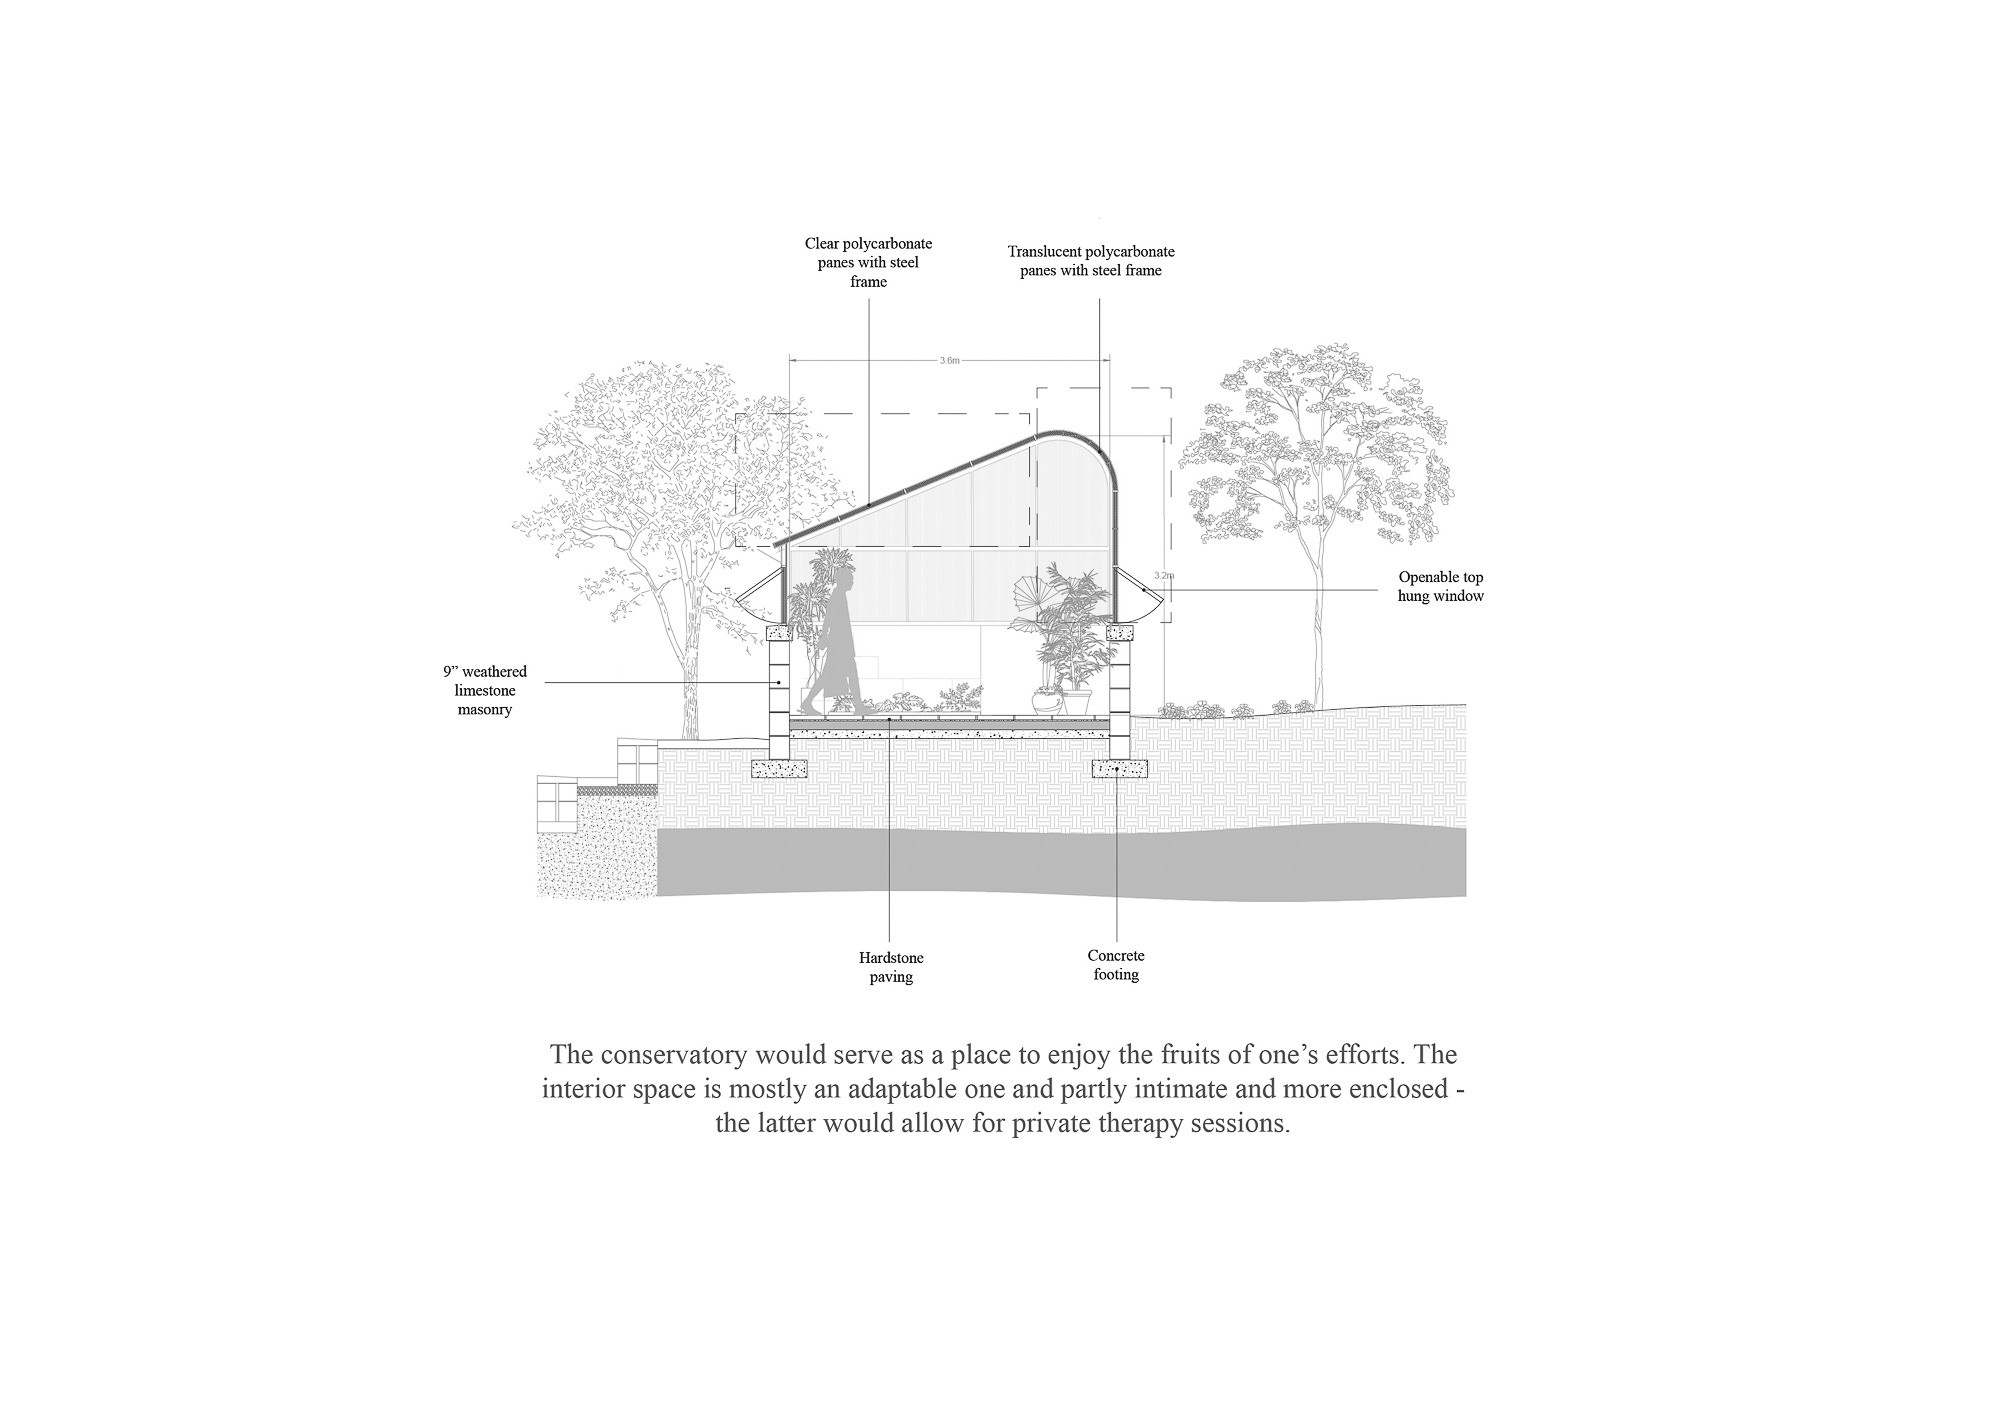 Clear polycarbonate
panes with steel
frame
Translucent polycarbonate
panes with steel frame
3.6m
3.2m
Openable top
hung window
9” weathered
limestone
masonry
Hardstone
paving
Concrete
footing
The conservatory would serve as a place to enjoy the fruits of one’s efforts. The
interior space is mostly an adaptable one and partly intimate and more enclosed -
the latter would allow for private therapy sessions.